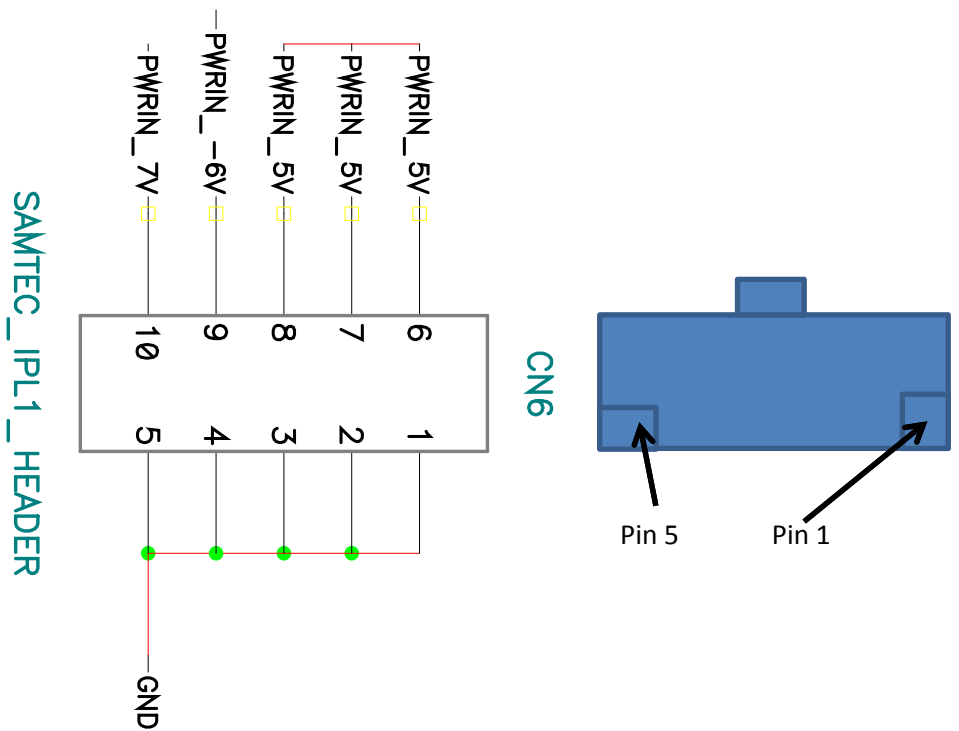 PWRIN_7V
PWRIN_-6V
PWRIN_5V
PWRIN_5V
PWRIN_5V
10
9
8
7
6
5
4
3
2
1
SAMTEC_IPL1_HEADER
CN6
GND
Pin 5
Pin 1